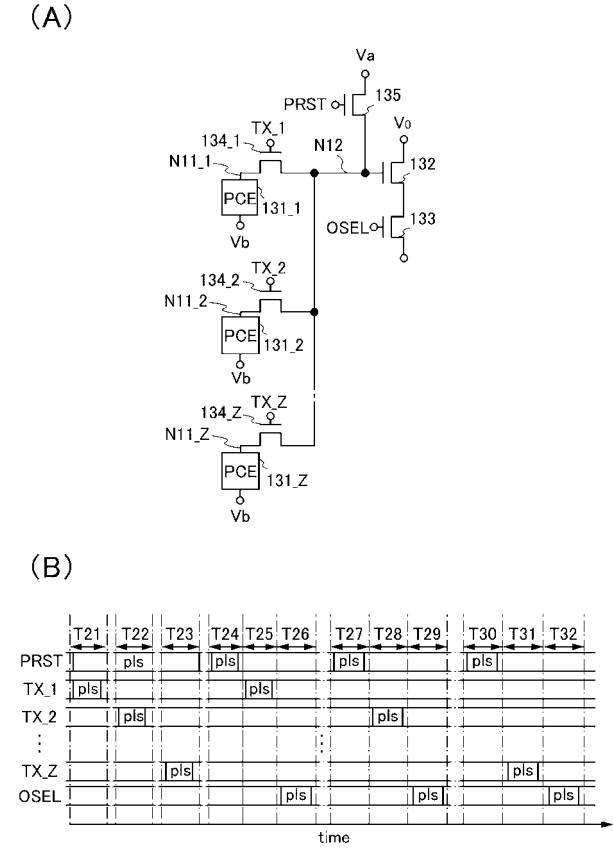 (A)
Va
PRST
135
V0
134_1
TX_1
N12
N11_1
132
PCE
131_1
OSEL
133
Vb
134_2
TX_2
N11_2
PCE
131_2
Vb
134_Z
TX_Z
N11_Z
PCE
131_Z
Vb
(B)
T21 T22 T23 T24 T25 T26 T27 T28 T29 T30 T31 T32
PRST pls pls pls pls
TX_1 pls pls
TX_2 pls pls
⋮ ⋮
TX_Z pls pls
OSEL pls pls pls
time